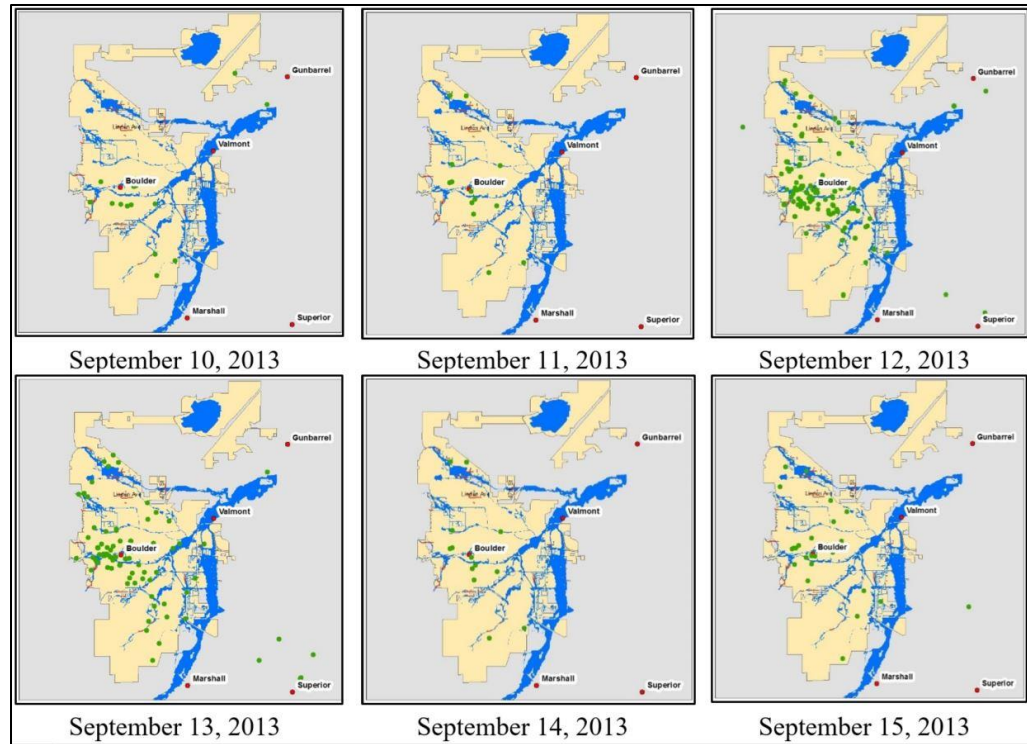 Gunbarrel
Valmont
Boulder
Marshall
Superior
September 10, 2013
Gunbarrel
Valmont
Boulder
Marshall
Superior
September 11, 2013
Gunbarrel
Valmont
Boulder
Marshall
Superior
September 12, 2013
Gunbarrel
Valmont
Boulder
Marshall
Superior
September 13, 2013
Gunbarrel
Valmont
Boulder
Marshall
Superior
September 14, 2013
Gunbarrel
Valmont
Boulder
Marshall
Superior
September 15, 2013